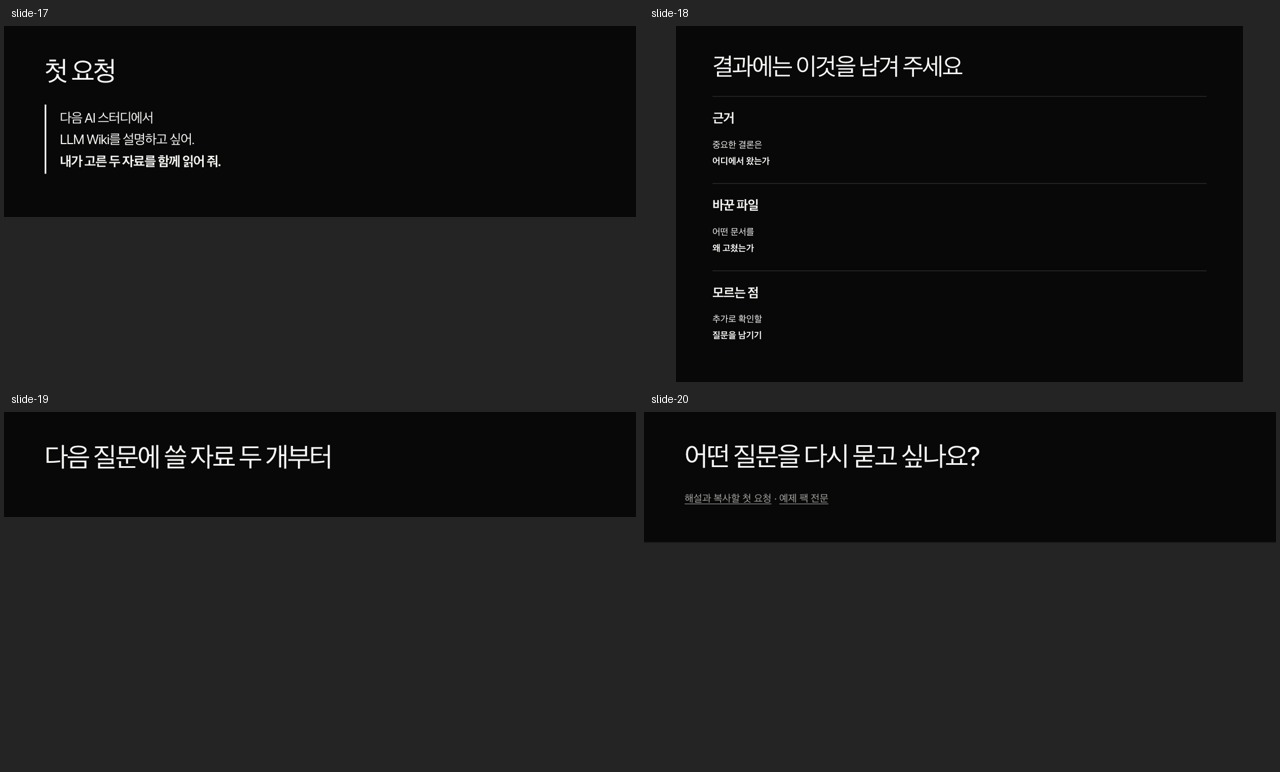 slide-17
첫 요청
다음 AI 스터디에서
LLM Wiki를 설명하고 싶어.
내가 고른 두 자료를 함께 읽어 줘.
slide-18
결과에는 이것을 남겨 주세요
근거
중요한 결론은
어디에서 왔는가
바꾼 파일
어떤 문서를
왜 고쳤는가
모르는 점
추가로 확인할
질문을 남기기
slide-19
다음 질문에 쓸 자료 두 개부터
slide-20
어떤 질문을 다시 묻고 싶나요?
해설과 복사할 첫 요청 · 예제 팩 전문